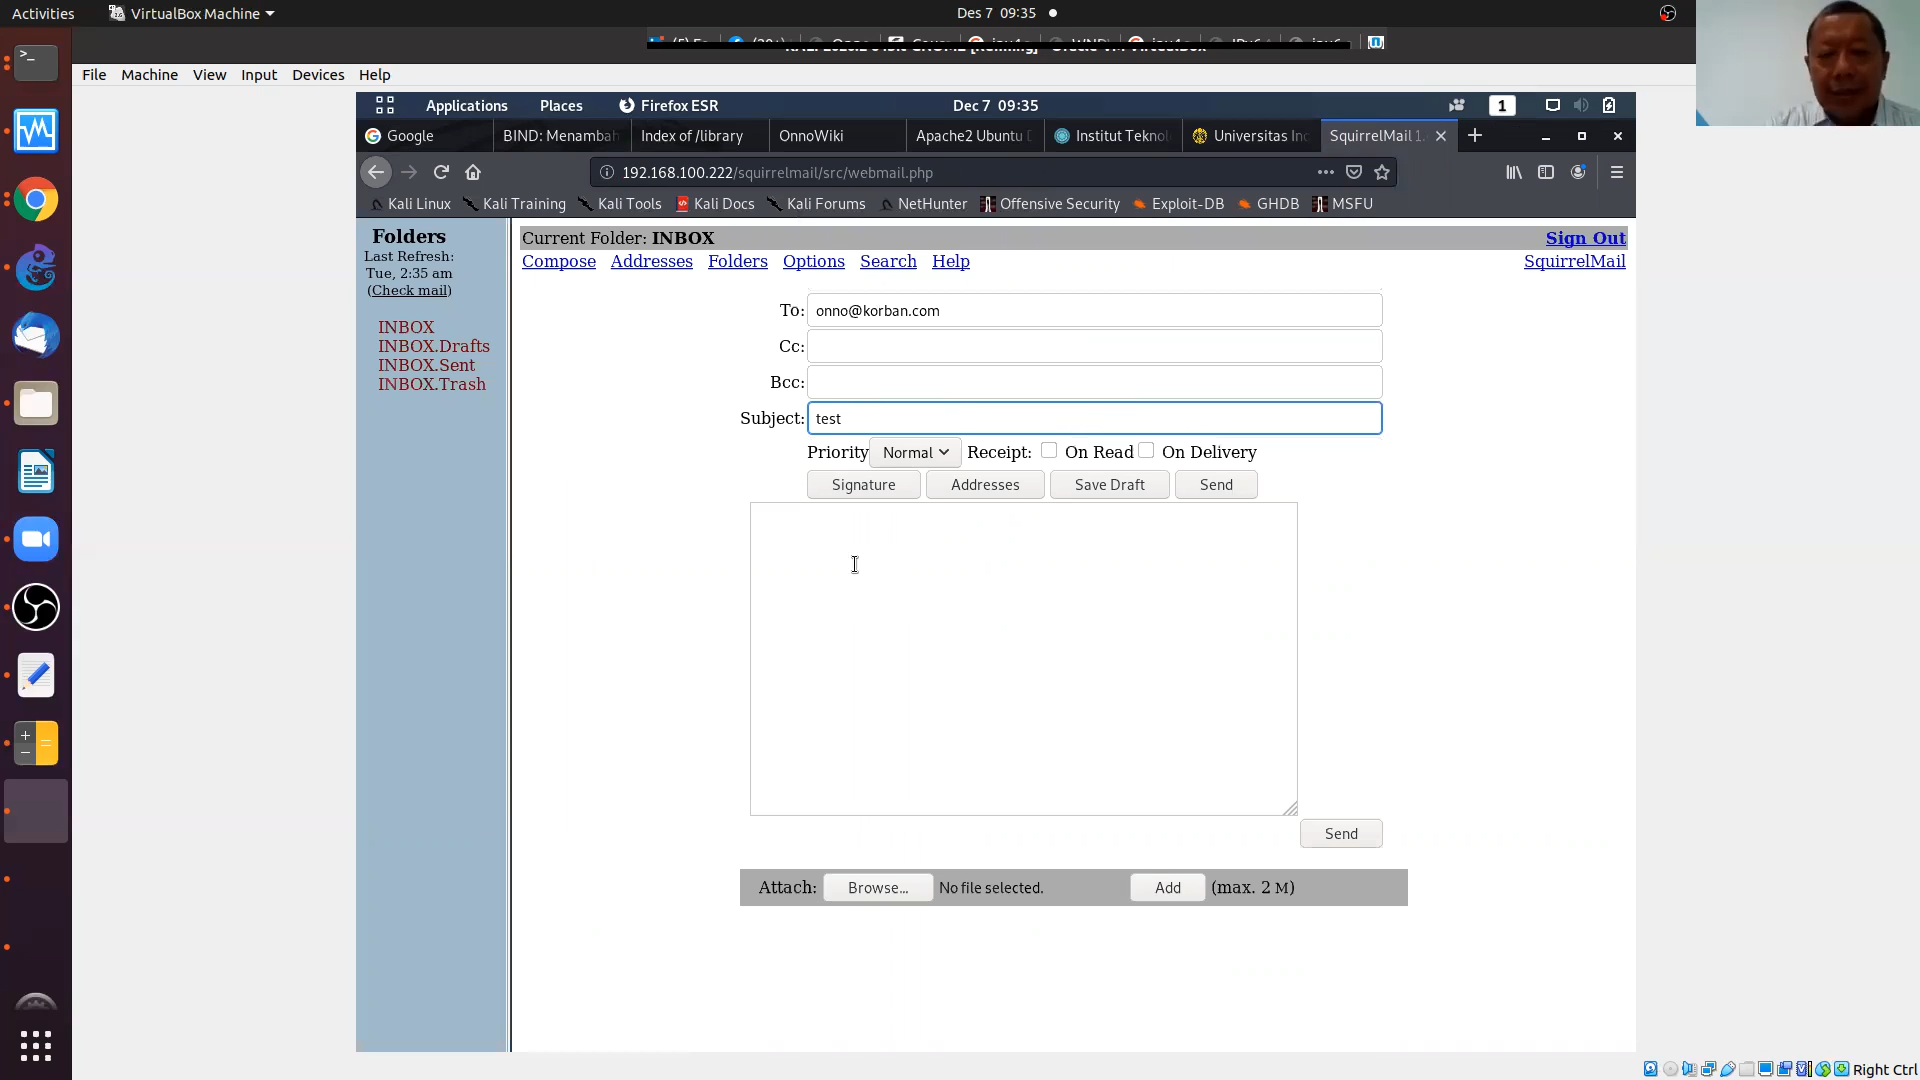 Activities
VirtualBox Machine
Des 7 09:35
File Machine View Input Devices Help
Applications Places Firefox ESR Dec 7 09:35 1
Google BIND: Menambah Index of /library OnnoWiki Apache2 Ubuntu Institut Teknol Universitas Ind SquirrelMail 1.
192.168.100.222/squirrelmail/src/webmail.php
Kali Linux Kali Training Kali Tools Kali Docs Kali Forums NetHunter Offensive Security Exploit-DB GHDB MSFU
Folders
Last Refresh:
Tue, 2:35 am
(Check mail)
INBOX
INBOX.Drafts
INBOX.Sent
INBOX.Trash
Current Folder: INBOX
Sign Out
Compose Addresses Folders Options Search Help
SquirrelMail
To: onno@korban.com
Cc:
Bcc:
Subject: test
Priority Normal Receipt: On Read On Delivery
Signature Addresses Save Draft Send
Send
Attach: Browse... No file selected. Add (max. 2 M)
Right Ctrl